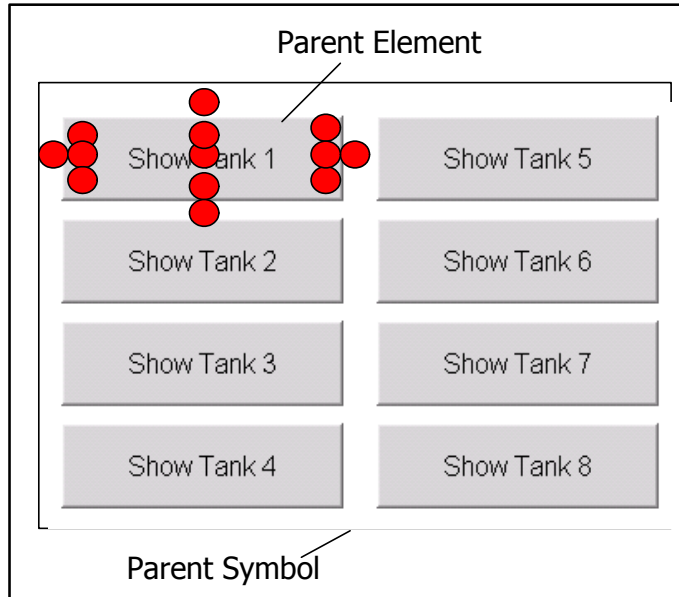 Parent Element
Show Tank 1
Show Tank 5
Show Tank 2
Show Tank 6
Show Tank 3
Show Tank 7
Show Tank 4
Show Tank 8
Parent Symbol